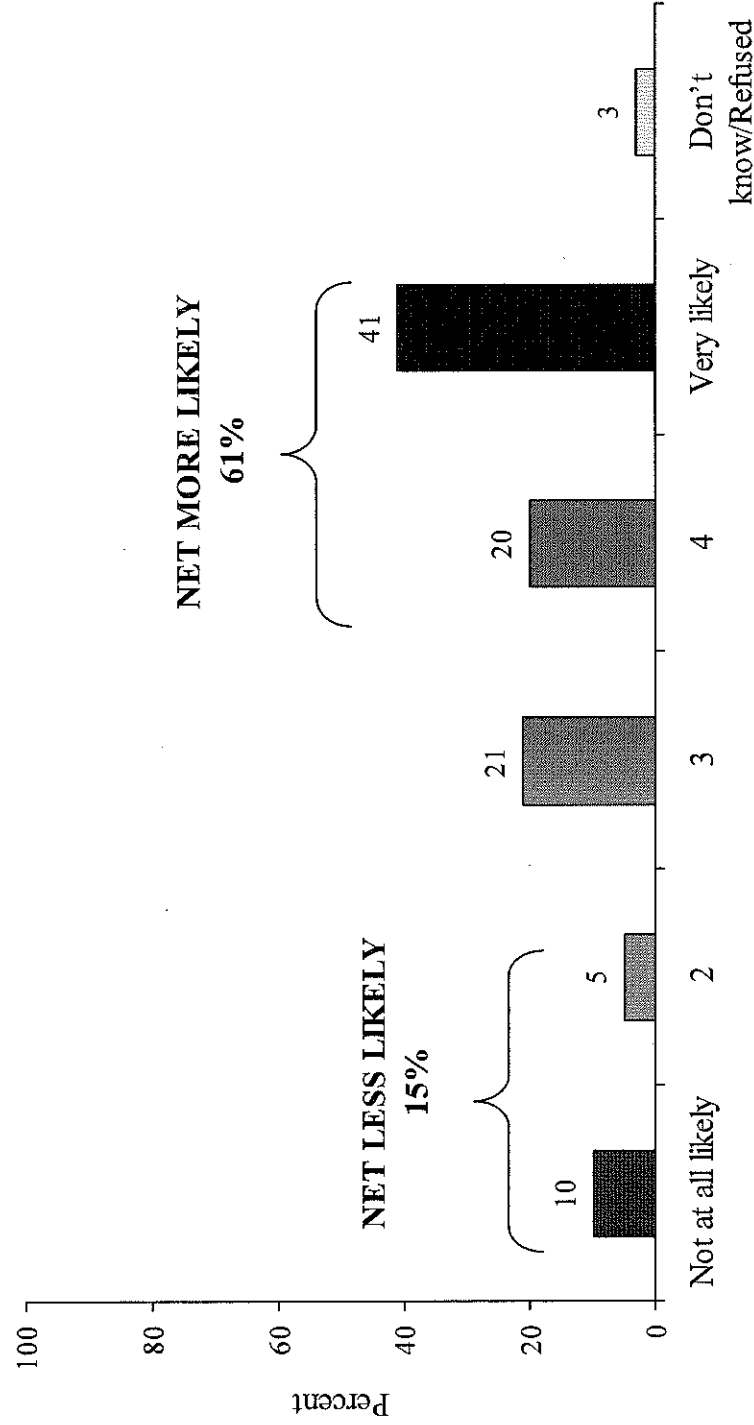 NET MORE LIKELY
61%
NET LESS LIKELY
15%
Percent
100
80
60
40
20
0
10
5
21
20
41
3
Not at all likely
2
3
4
Very likely
Don't
know/Refused